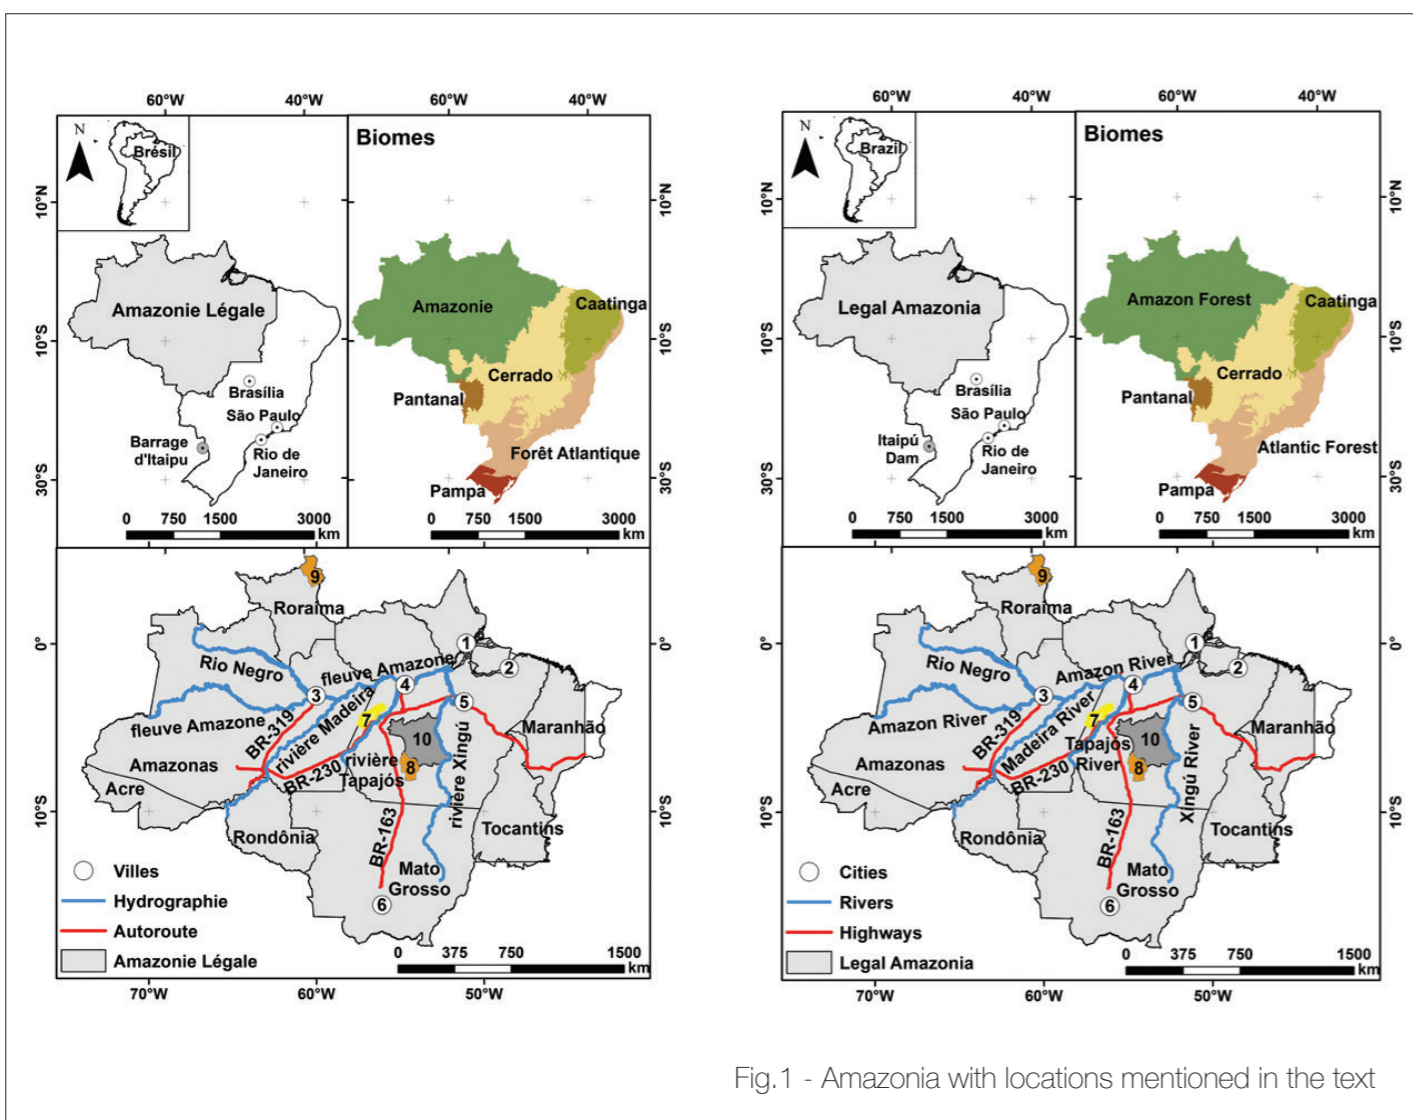 60°W
40°W
60°W
40°W
N
Brésil
Biomes
10°N
10°N
Amazonie Légale
Amazonie
Caatinga
10°S
10°S
Cerrado
Brasília
Pantanal
São Paulo
Barrage
d'Itaipu
Rio de
Janeiro
Forêt Atlantique
30°S
30°S
Pampa
0 750 1500 3000
km
0 750 1500 3000
km
N
Brazil
Biomes
10°N
10°N
Legal Amazonia
Amazon Forest
Caatinga
10°S
10°S
Cerrado
Brasília
Pantanal
São Paulo
Itaipú
Dam
Rio de
Janeiro
Atlantic Forest
30°S
30°S
Pampa
0 750 1500 3000
km
0 750 1500 3000
km
60°W
40°W
60°W
40°W
9
Roraima
0°
0°
1
2
Rio Negro
fleuve Amazone
3
4
5
fleuve Amazone
BR-319
rivière Madeira
7
Maranhão
10
rivière Xingú
Amazonas
BR-230
rivière
Tapajós
8
Acre
10°S
10°S
Rondônia
BR-163
Tocantins
Mato
Grosso
6
Villes
Hydrographie
Autoroute
Amazonie Légale
0 375 750 1500
km
70°W
60°W
50°W
9
Roraima
0°
0°
1
2
Rio Negro
Amazon River
3
4
5
Amazon River
BR-319
Madeira River
7
Maranhão
Tapajós
River
10
Xingú River
Amazonas
BR-230
8
Acre
10°S
10°S
Rondônia
BR-163
Tocantins
Mato
Grosso
6
Cities
Rivers
Highways
Legal Amazonia
0 375 750 1500
km
70°W
60°W
50°W
Fig.1 - Amazonia with locations mentioned in the text